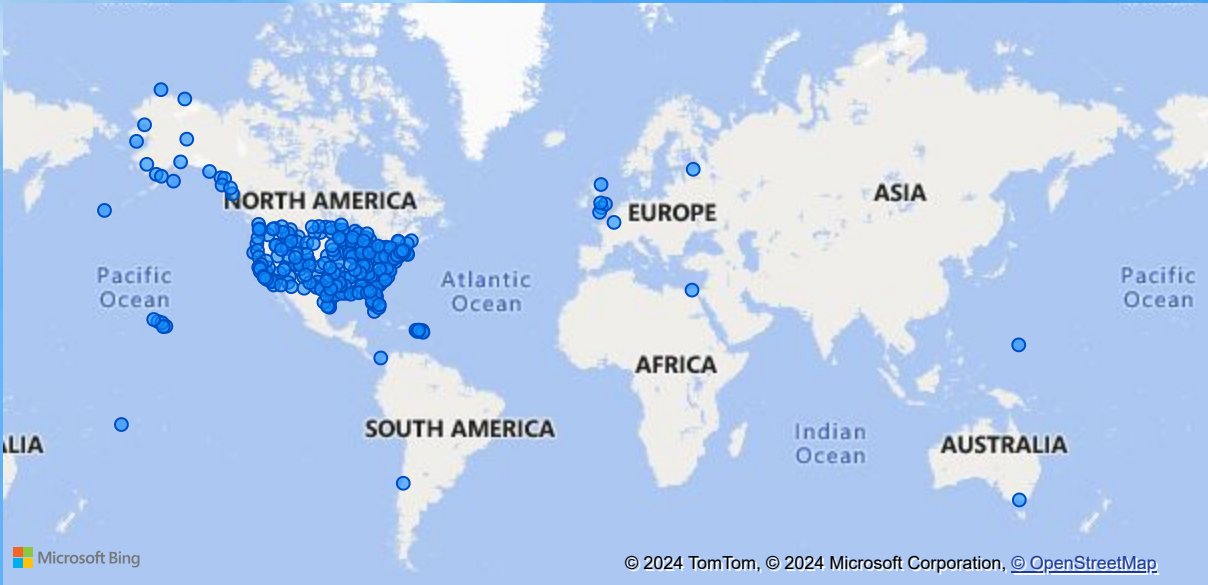 NORTH AMERICA
EUROPE
ASIA
Pacific
Ocean
Atlantic
Ocean
Pacific
Ocean
AFRICA
SOUTH AMERICA
Indian
Ocean
ALIA
AUSTRALIA
Microsoft Bing
© 2024 TomTom, © 2024 Microsoft Corporation, © OpenStreetMap